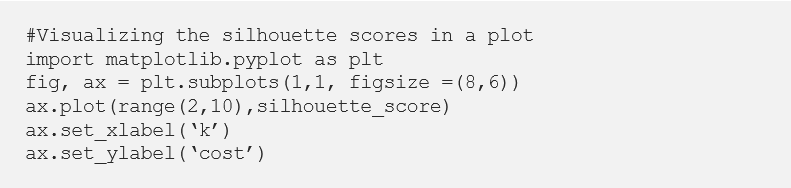 #Visualizing the silhouette scores in a plot
import matplotlib.pyplot as plt
fig, ax = plt.subplots(1,1, figsize =(8,6))
ax.plot(range(2,10),silhouette_score)
ax.set_xlabel(‘k’)
ax.set_ylabel(‘cost’)